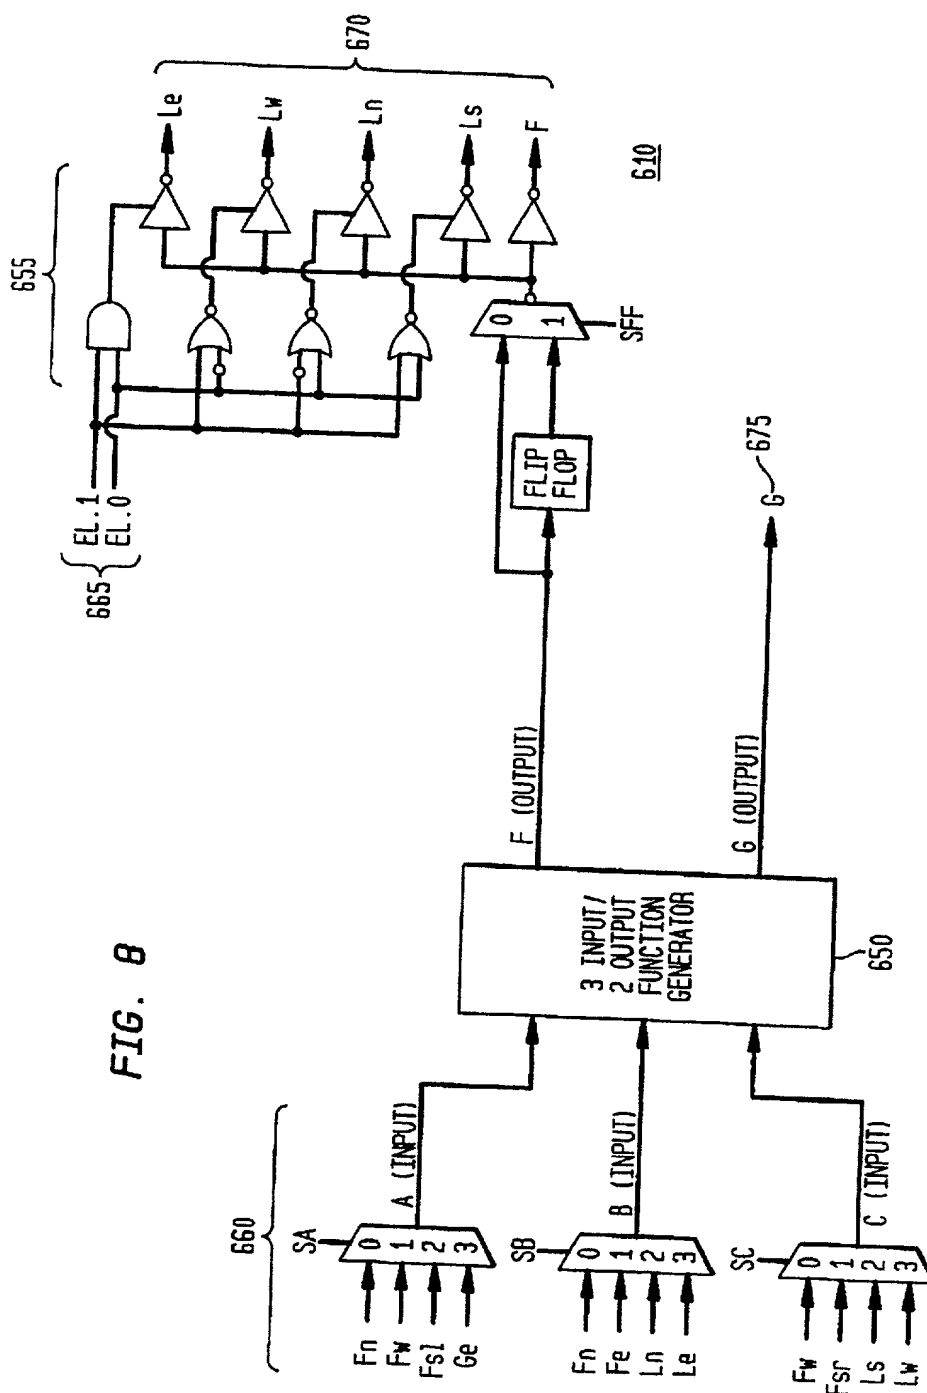 FIG. 8
660
SA
Fn
Fw
Fsl
Ge
0
1
2
3
A (INPUT)
SB
Fn
Fe
Ln
Le
0
1
2
3
B (INPUT)
SC
Fw
Fsr
Ls
Lw
0
1
2
3
C (INPUT)
3 INPUT/
2 OUTPUT
FUNCTION
GENERATOR
650
F (OUTPUT)
G (OUTPUT)
G
675
FLIP
FLOP
0
1
SFF
665
EL.1
EL.0
655
Le
Lw
Ln
Ls
F
670
610